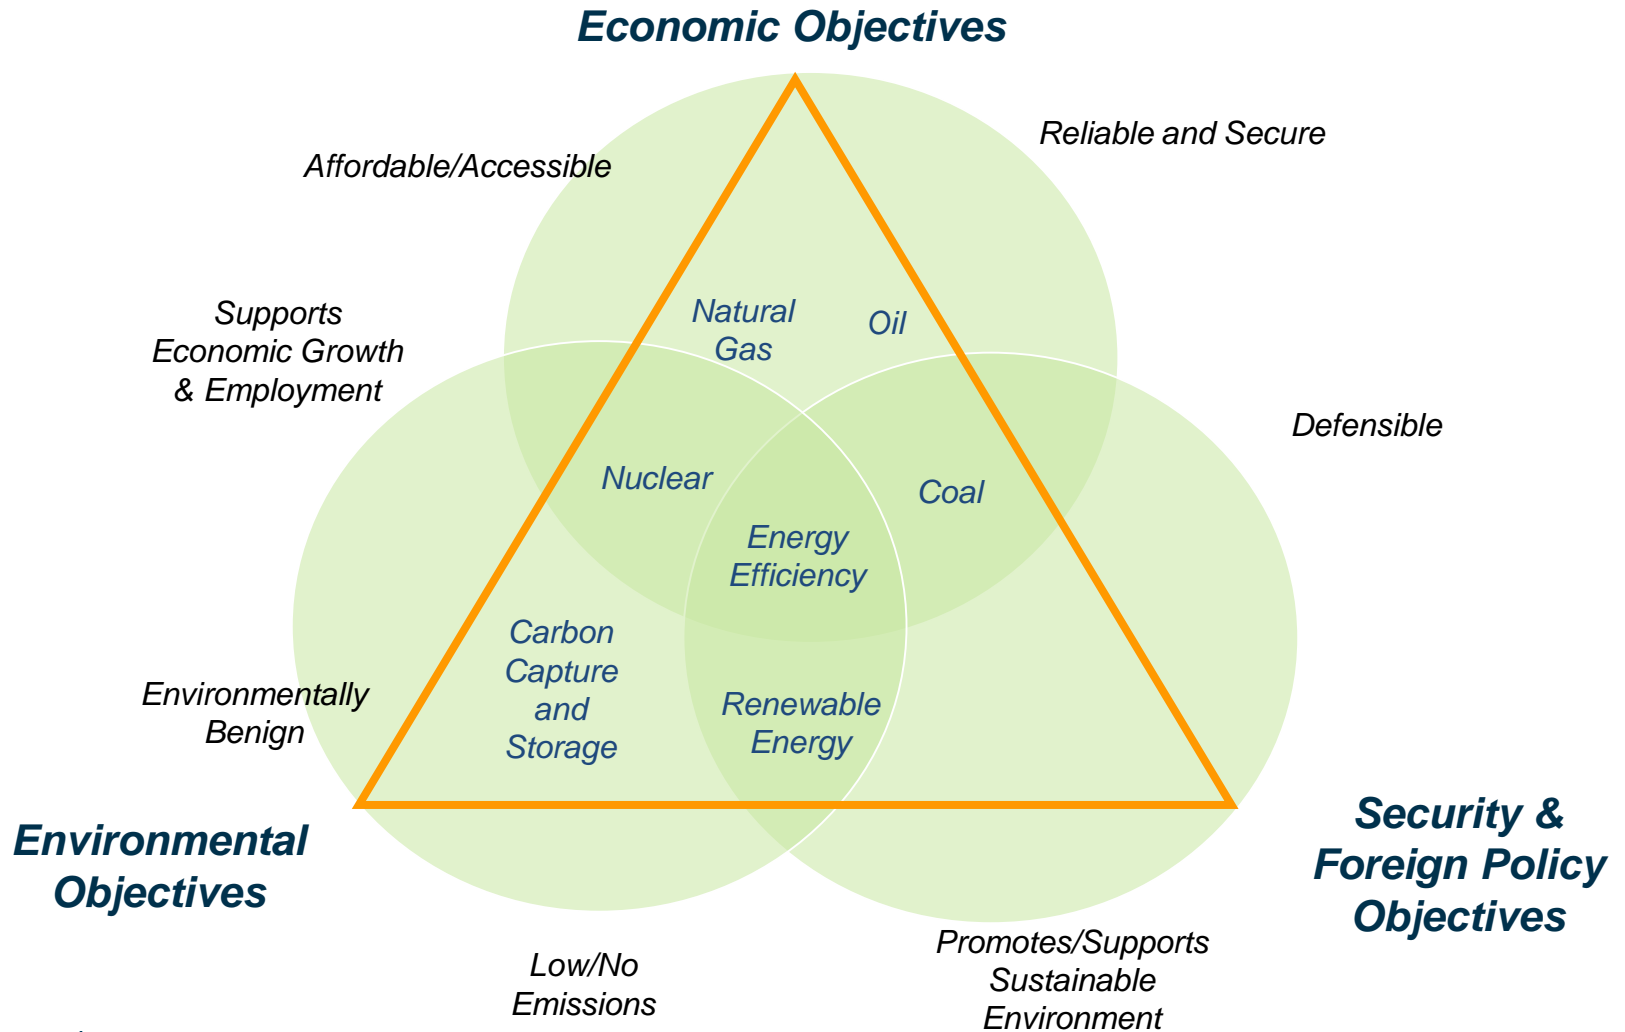 Economic Objectives
Reliable and Secure
Affordable/Accessible
Supports
Economic Growth
& Employment
Natural
Gas
Oil
Defensible
Nuclear
Coal
Energy
Efficiency
Carbon
Capture
and
Storage
Environmentally
Benign
Renewable
Energy
Environmental
Objectives
Security &
Foreign Policy
Objectives
Low/No
Emissions
Promotes/Supports
Sustainable
Environment